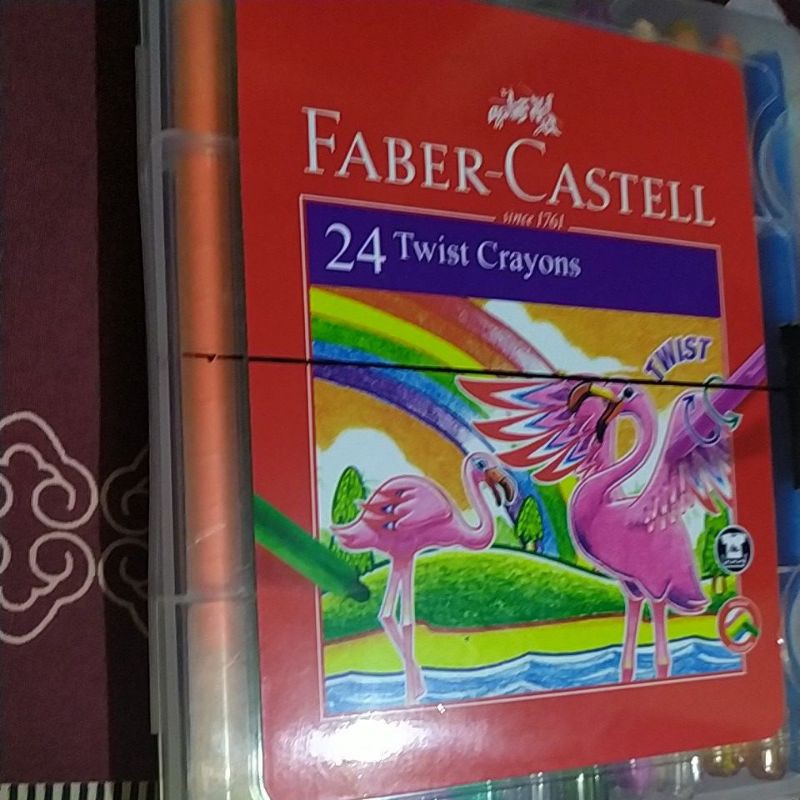 FABER-CASTELL
since 1761
24 Twist Crayons
TWIST